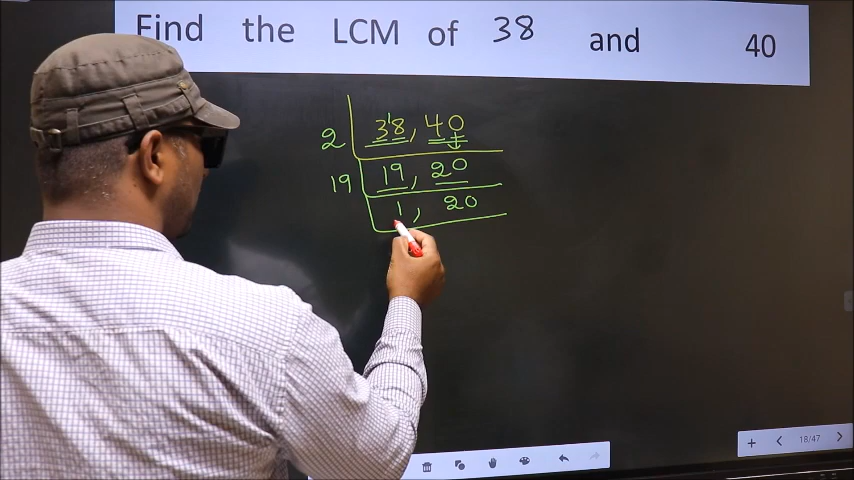 Find the LCM of 38 and 40
2 38, 40
19 19, 20
1, 20
18/47